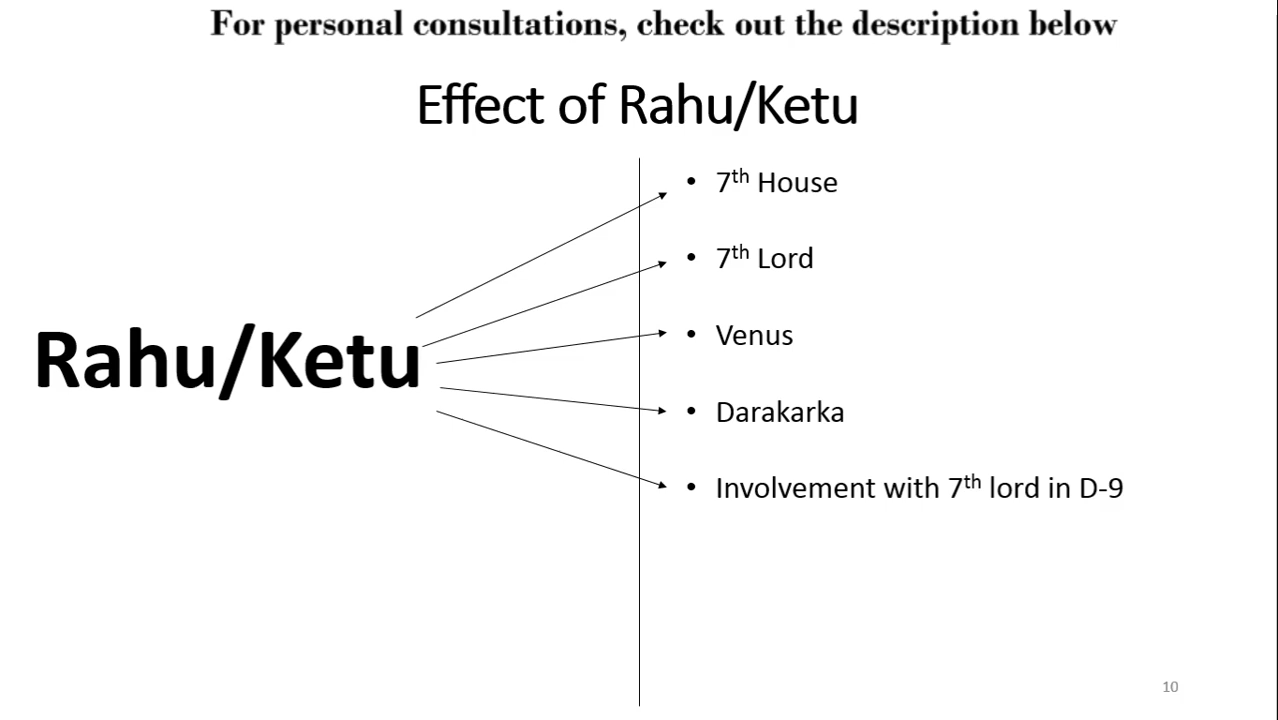 For personal consultations, check out the description below
Effect of Rahu/Ketu
Rahu/Ketu
• 7th House
• 7th Lord
• Venus
• Darakarka
• Involvement with 7th lord in D-9
10